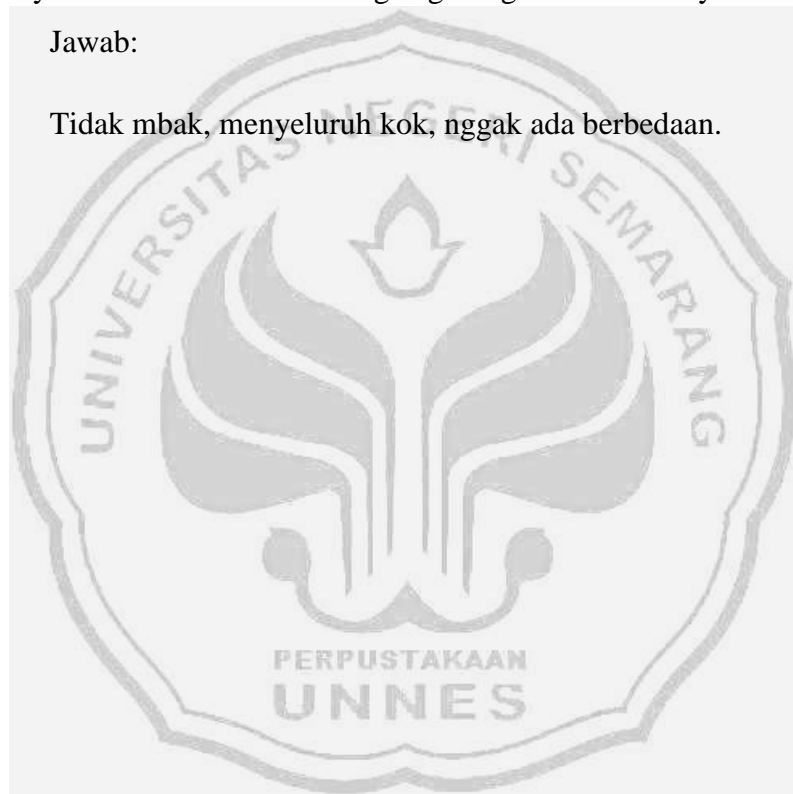 Jawab:
Tidak mbak, menyeluruh kok, nggak ada berbedaan.
UNIVERSITAS NEGERI SEMARANG
PERPUSTAKAAN
UNNES